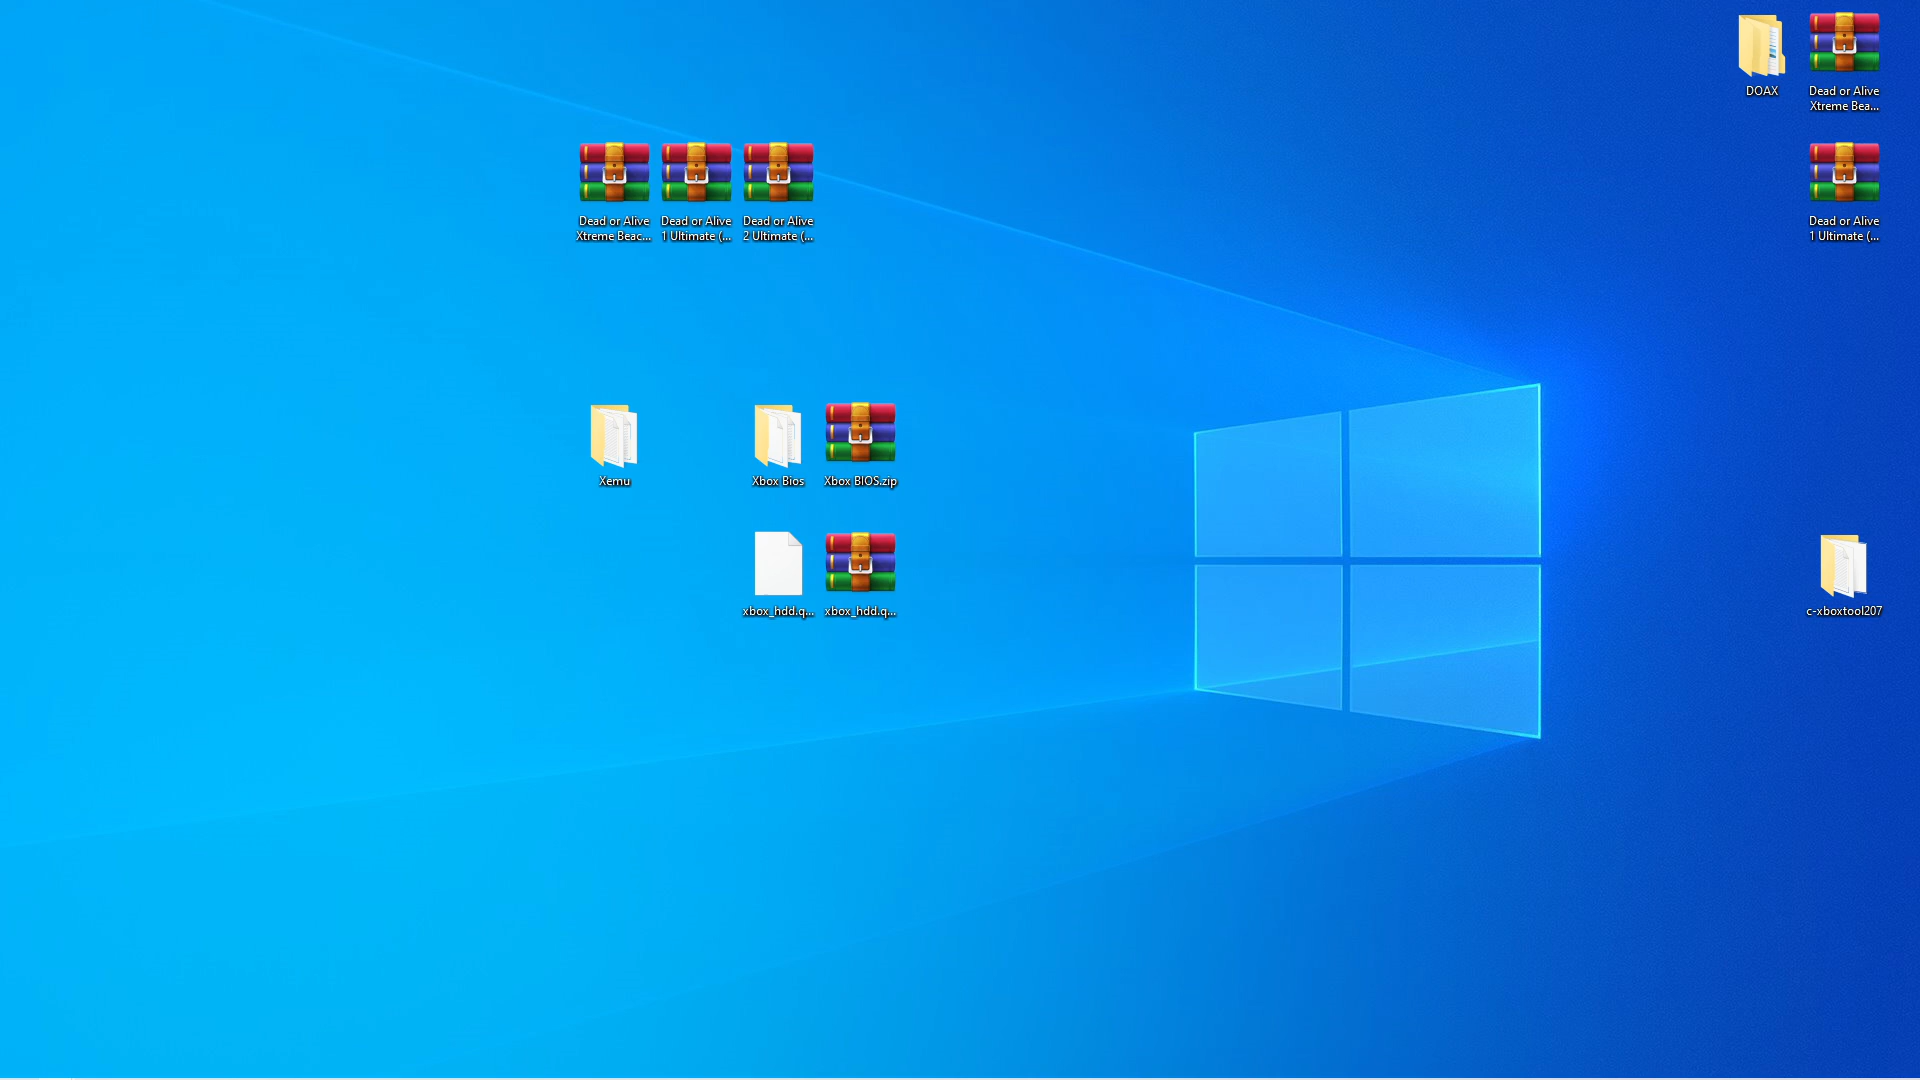 DOAX
Dead or Alive
Xtreme Bea...
Dead or Alive
Xtreme Beac...
Dead or Alive
1 Ultimate (...
Dead or Alive
2 Ultimate (...
Dead or Alive
1 Ultimate (...
Xemu
Xbox Bios
Xbox BIOS.zip
xbox_hdd.q...
xbox_hdd.q...
c-xboxtool207